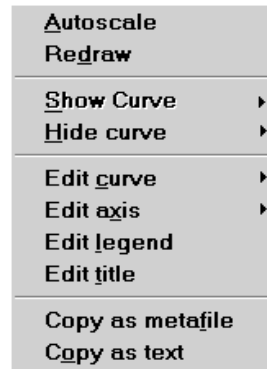 Autoscale
Redraw
Show Curve
Hide curve
Edit curve
Edit axis
Edit legend
Edit title
Copy as metafile
Copy as text